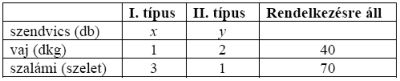 I. típus II. típus Rendelkezésre áll
szendvics (db) x y
vaj (dkg) 1 2 40
szalámi (szelet) 3 1 70